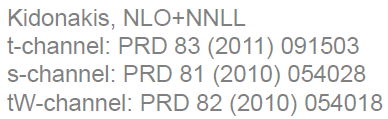 Kidonakis, NLO+NNLL
t-channel: PRD 83 (2011) 091503
s-channel: PRD 81 (2010) 054028
tW-channel: PRD 82 (2010) 054018